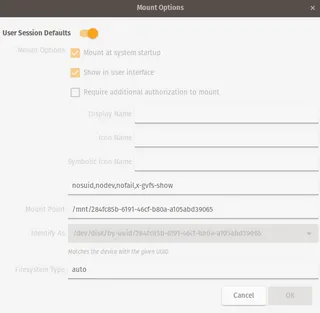 Mount Options
User Session Defaults
Mount Options
Mount at system startup
Show in user interface
Require additional authorization to mount
Display Name
Icon Name
Symbolic Icon Name
nosuid,nodev,nofail,x-gvfs-show
Mount Point
/mnt/284fc85b-6191-46cf-b80a-a105abd39065
Identify As
/dev/disk/by-uuid/284fc85b-6191-46cf-b80a-a105abd39065
Matches the device with the given UUID
Filesystem Type
auto
Cancel
OK